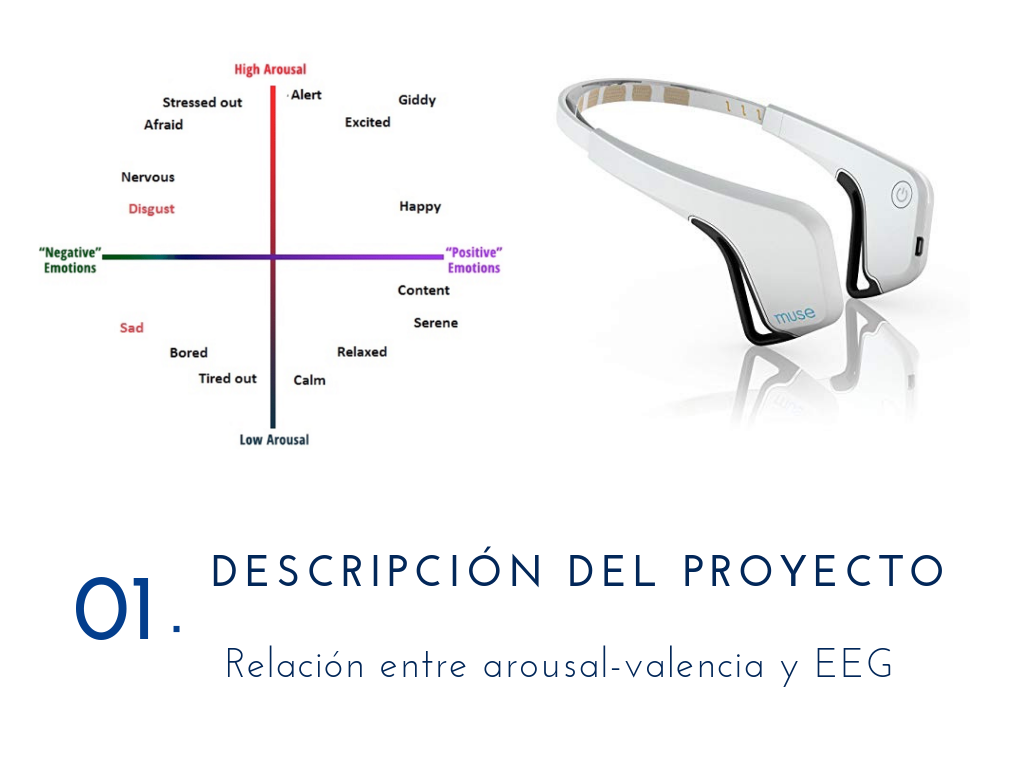 High Arousal
Alert
Giddy
Stressed out
Excited
Afraid
Nervous
Disgust
Happy
“Negative”
Emotions
“Positive”
Emotions
Content
Serene
Sad
Bored
Relaxed
Tired out
Calm
Low Arousal
muse
01.
DESCRIPCIÓN DEL PROYECTO
Relación entre arousal-valencia y EEG